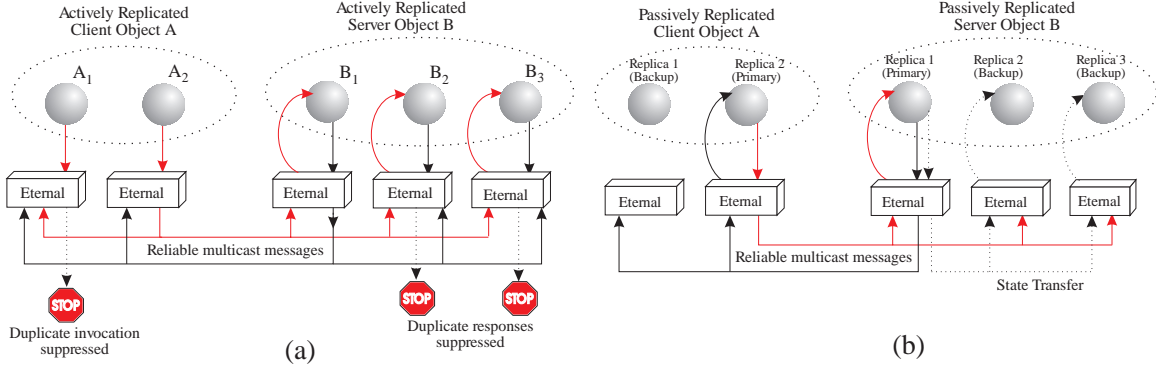 Actively Replicated
Client Object A
A1
A2
Eternal
Eternal
Actively Replicated
Server Object B
B1
B2
B3
Eternal
Eternal
Eternal
Reliable multicast messages
STOP
STOP
STOP
Duplicate invocation
suppressed
Duplicate responses
suppressed
(a)
Passively Replicated
Client Object A
Replica 1
(Backup)
Replica 2
(Primary)
Eternal
Eternal
Passively Replicated
Server Object B
Replica 1
(Primary)
Replica 2
(Backup)
Replica 3
(Backup)
Eternal
Eternal
Eternal
Reliable multicast messages
State Transfer
(b)